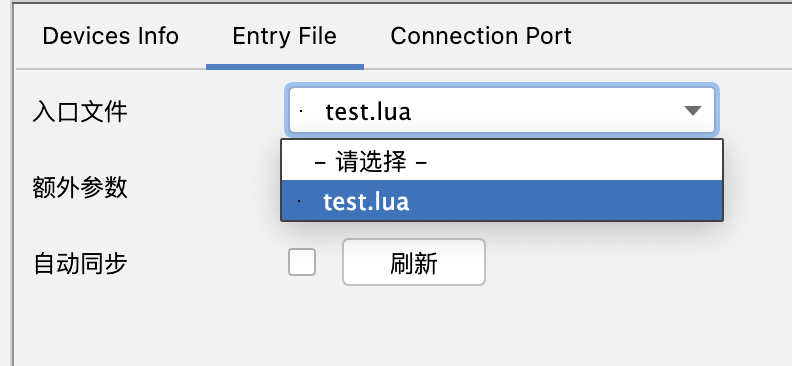 Devices Info Entry File Connection Port
入口文件 test.lua
– 请选择 –
额外参数
test.lua
自动同步 刷新